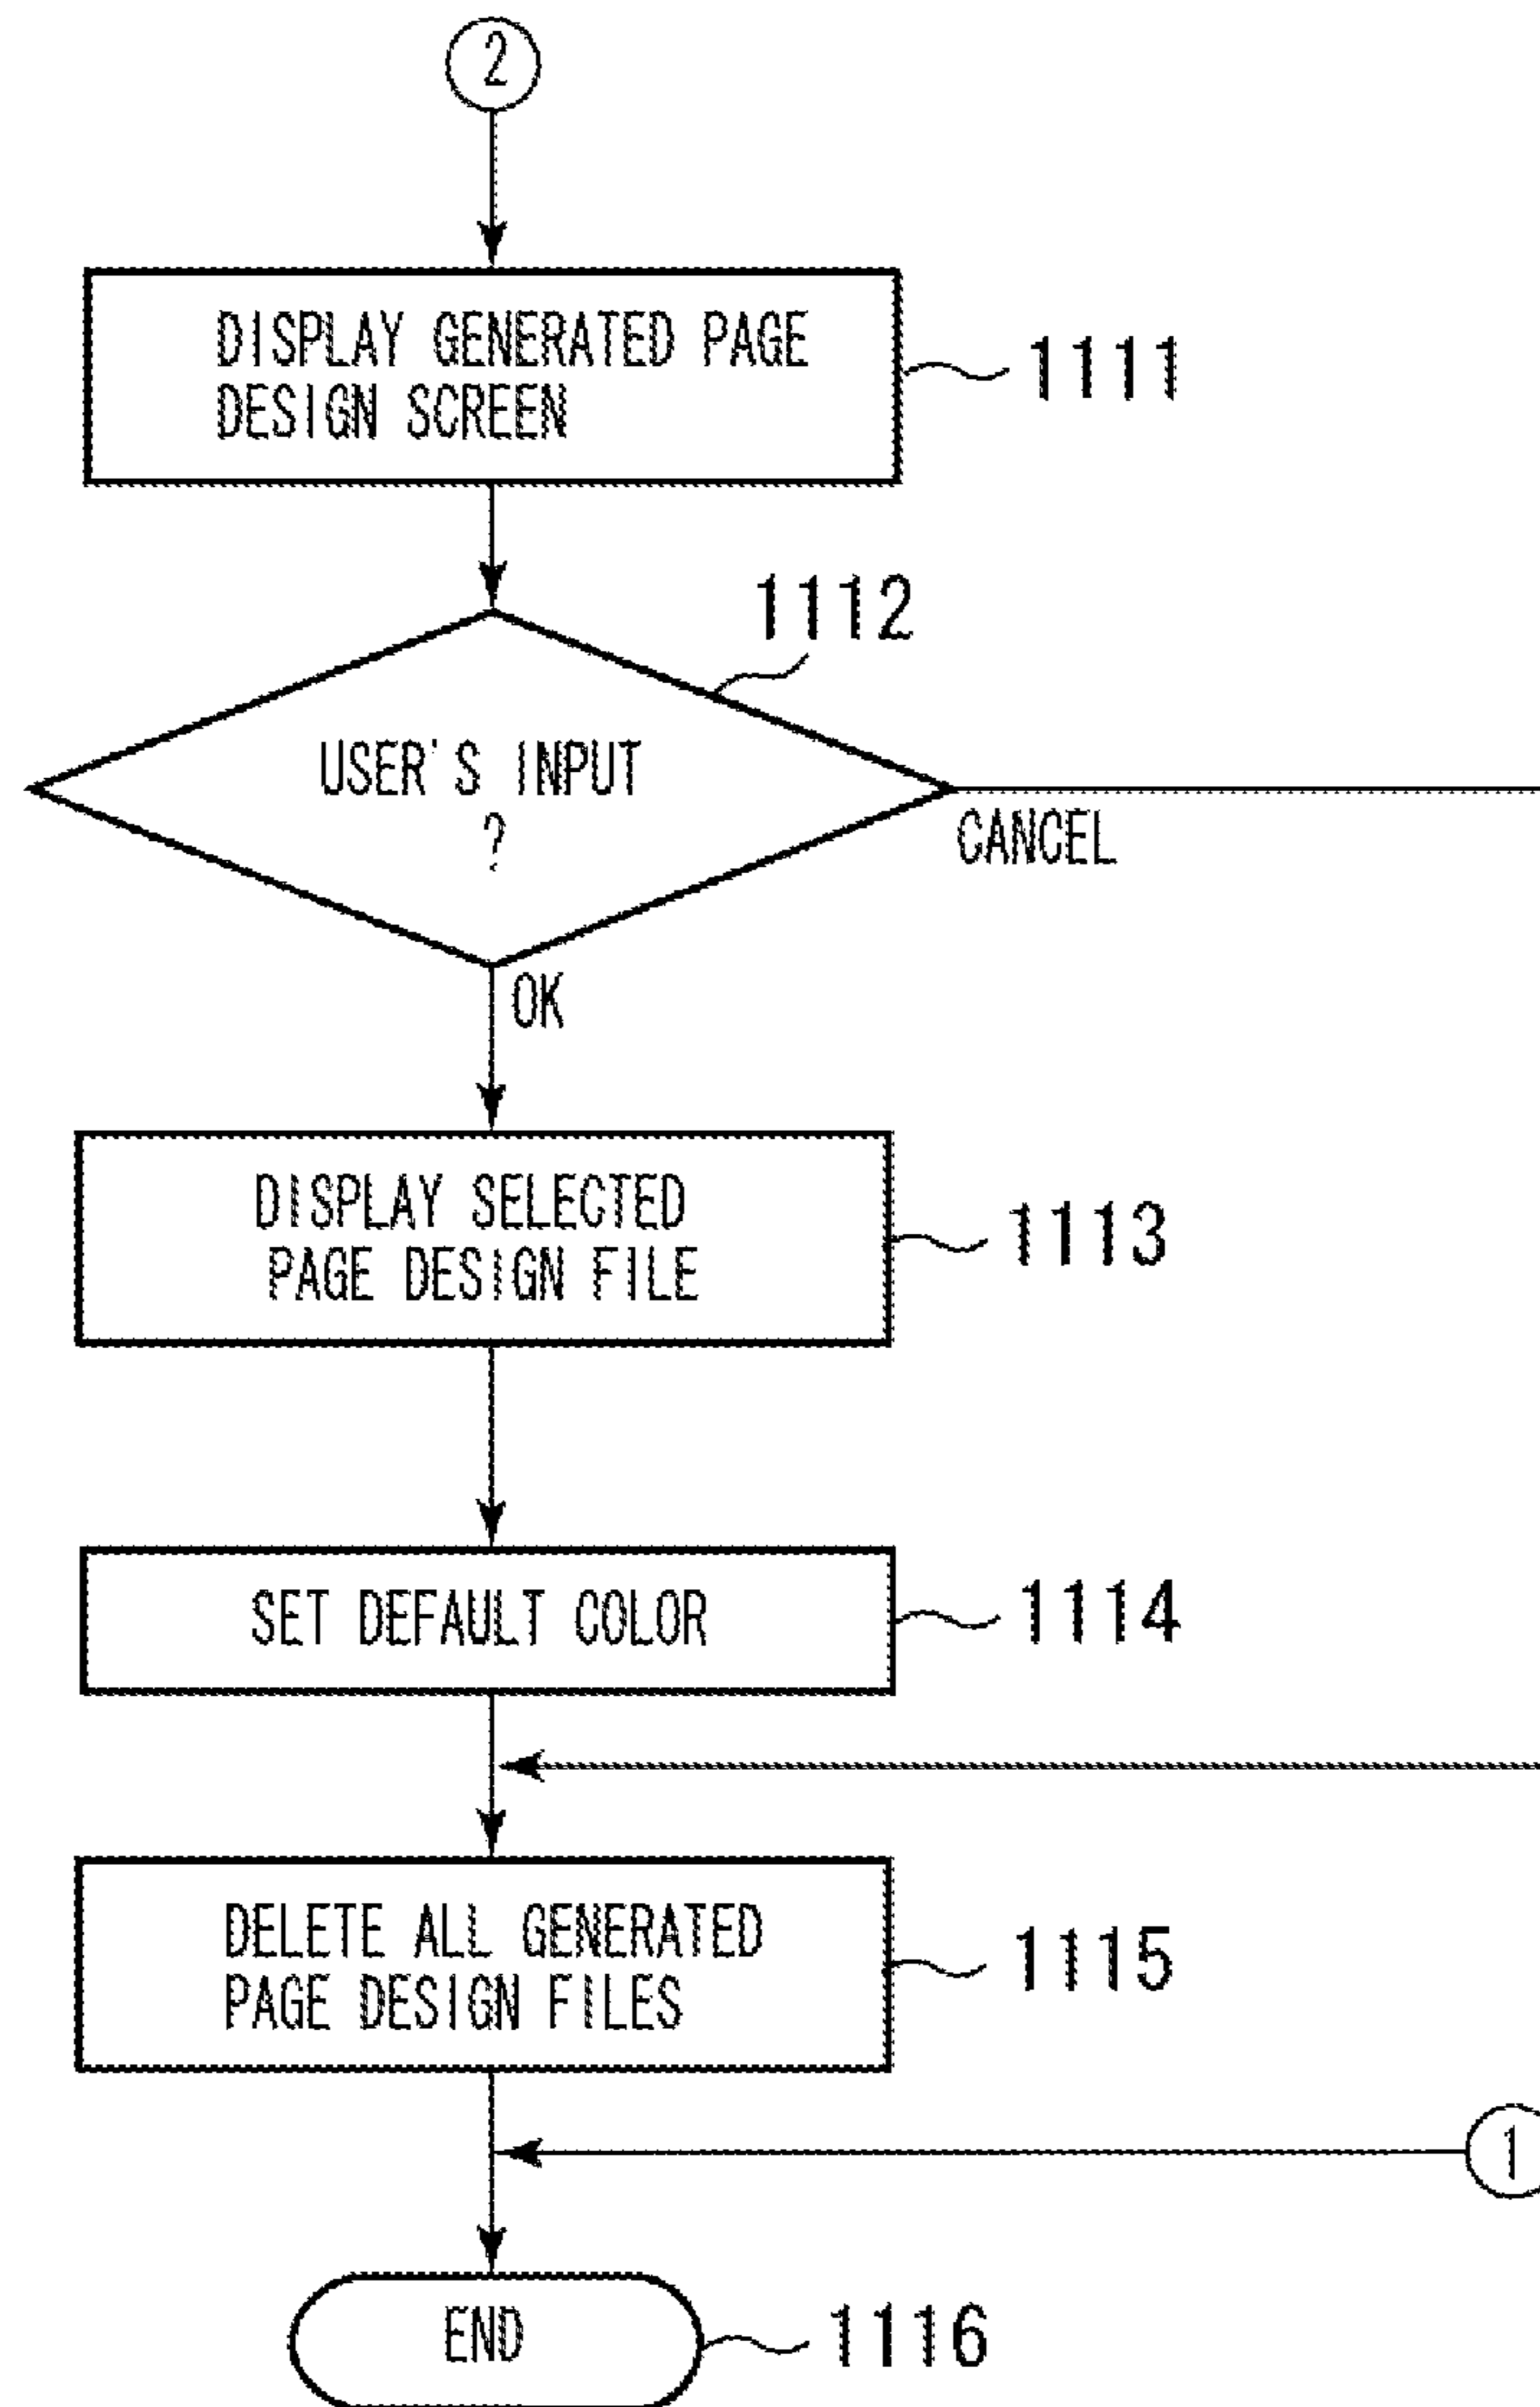 2
DISPLAY GENERATED PAGE
DESIGN SCREEN
1111
1112
USER'S INPUT
?
CANCEL
OK
DISPLAY SELECTED
PAGE DESIGN FILE
1113
SET DEFAULT COLOR
1114
DELETE ALL GENERATED
PAGE DESIGN FILES
1115
1
END
1116